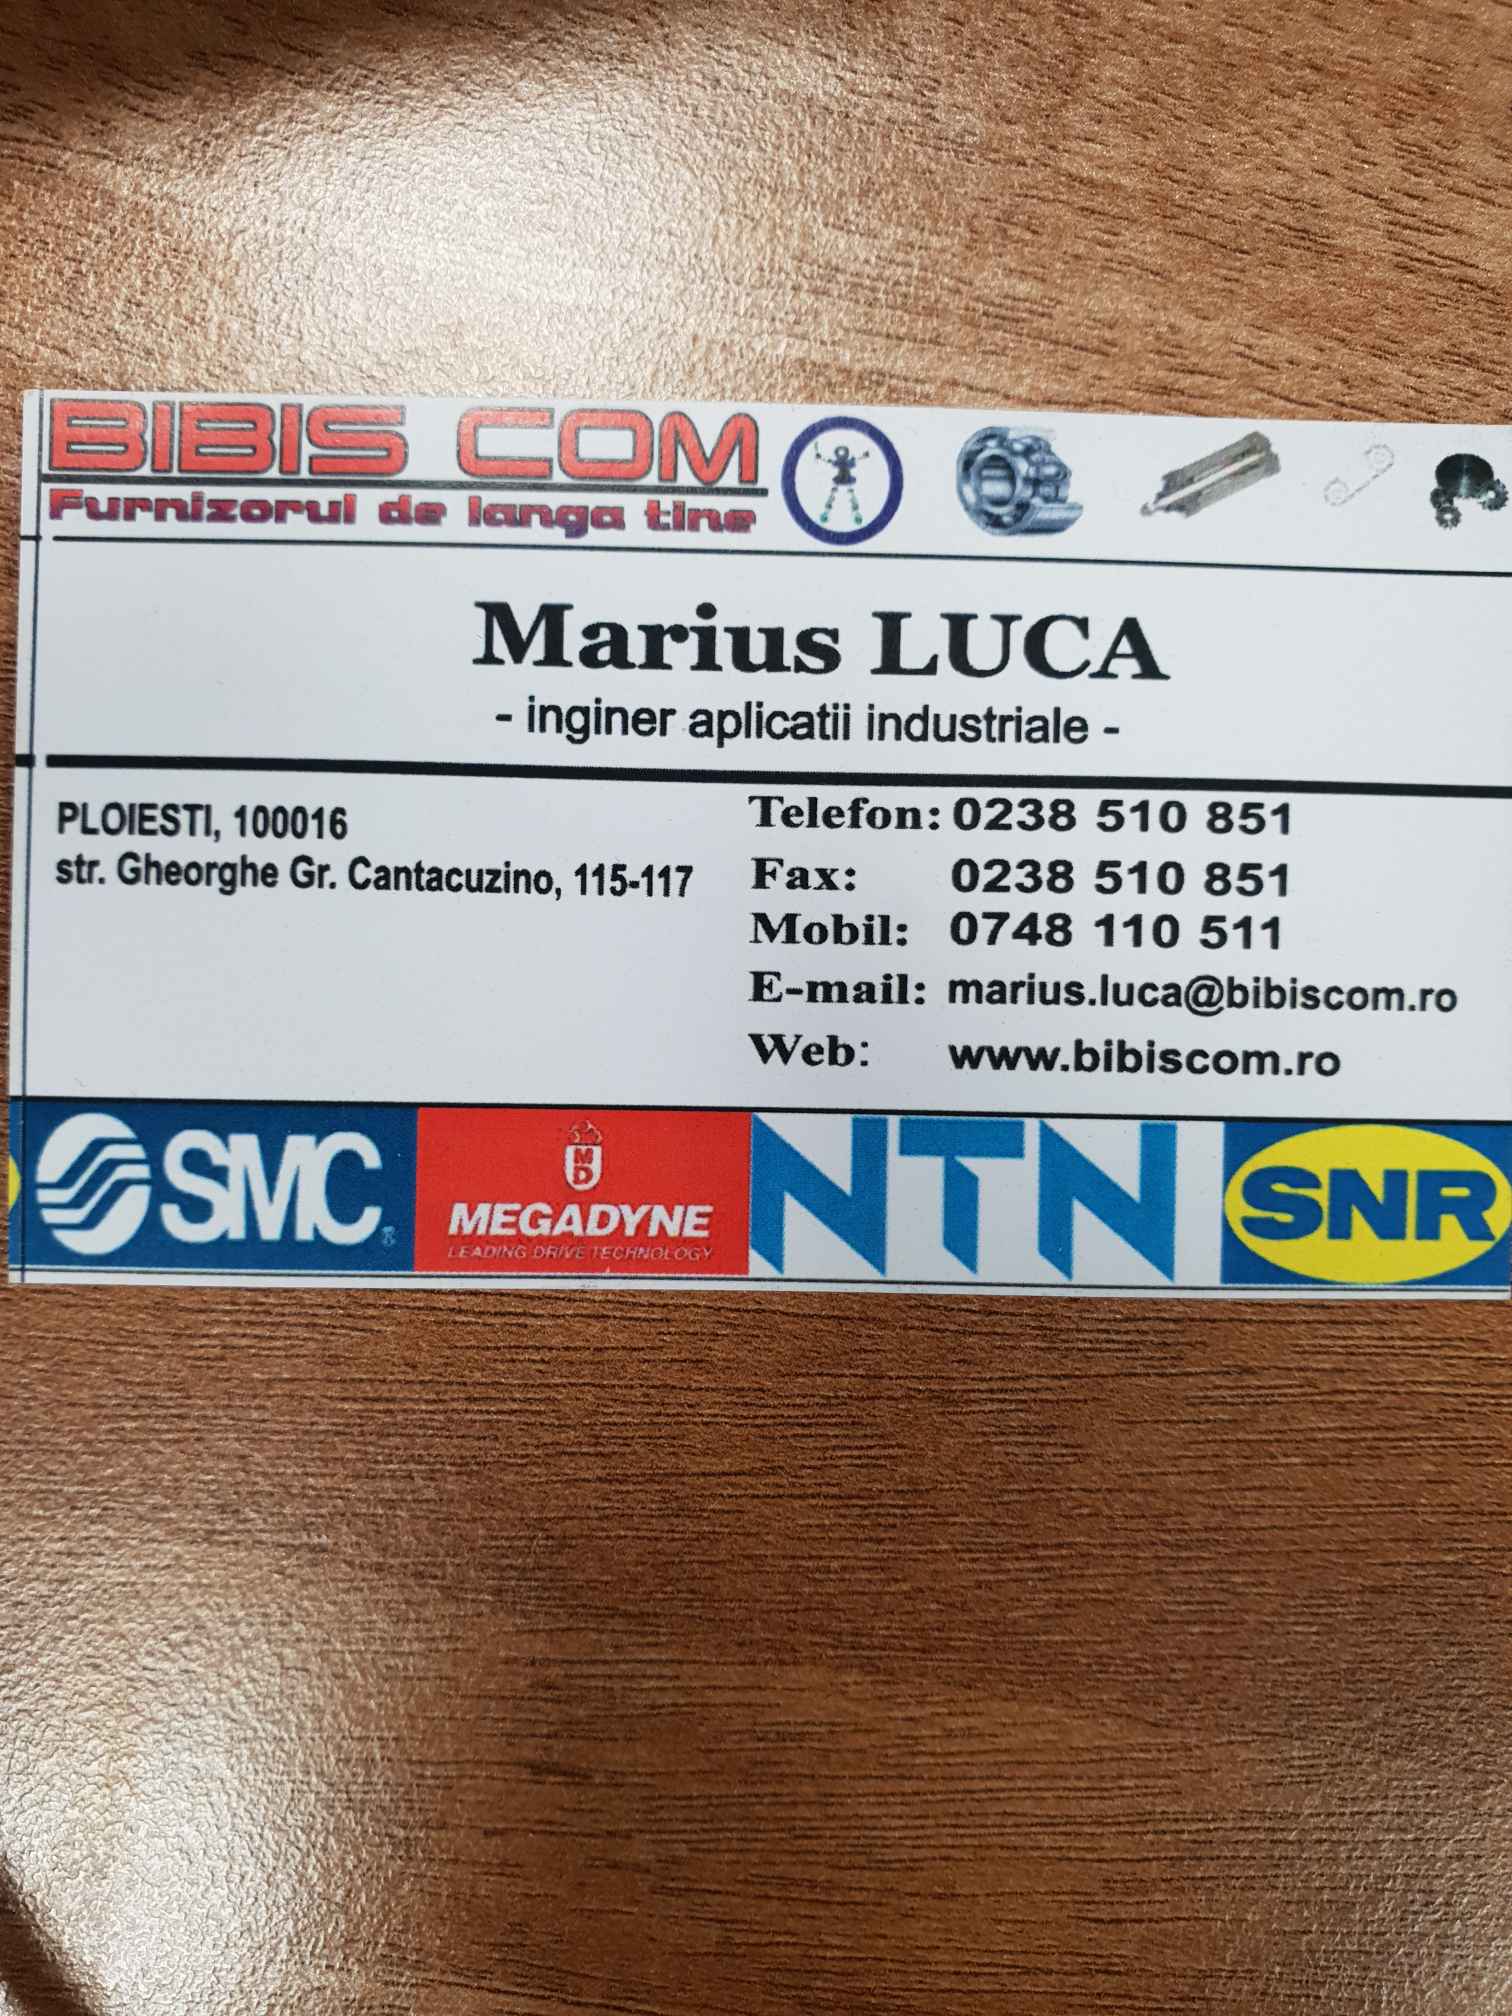 BIBIS COM
Furnizorul de langa tine
Marius LUCA
- inginer aplicatii industriale -
PLOIESTI, 100016
str. Gheorghe Gr. Cantacuzino, 115-117
Telefon: 0238 510 851
Fax: 0238 510 851
Mobil: 0748 110 511
E-mail: marius.luca@bibiscom.ro
Web: www.bibiscom.ro
SMC®
MD
MEGADYNE
LEADING DRIVE TECHNOLOGY
NTN
SNR